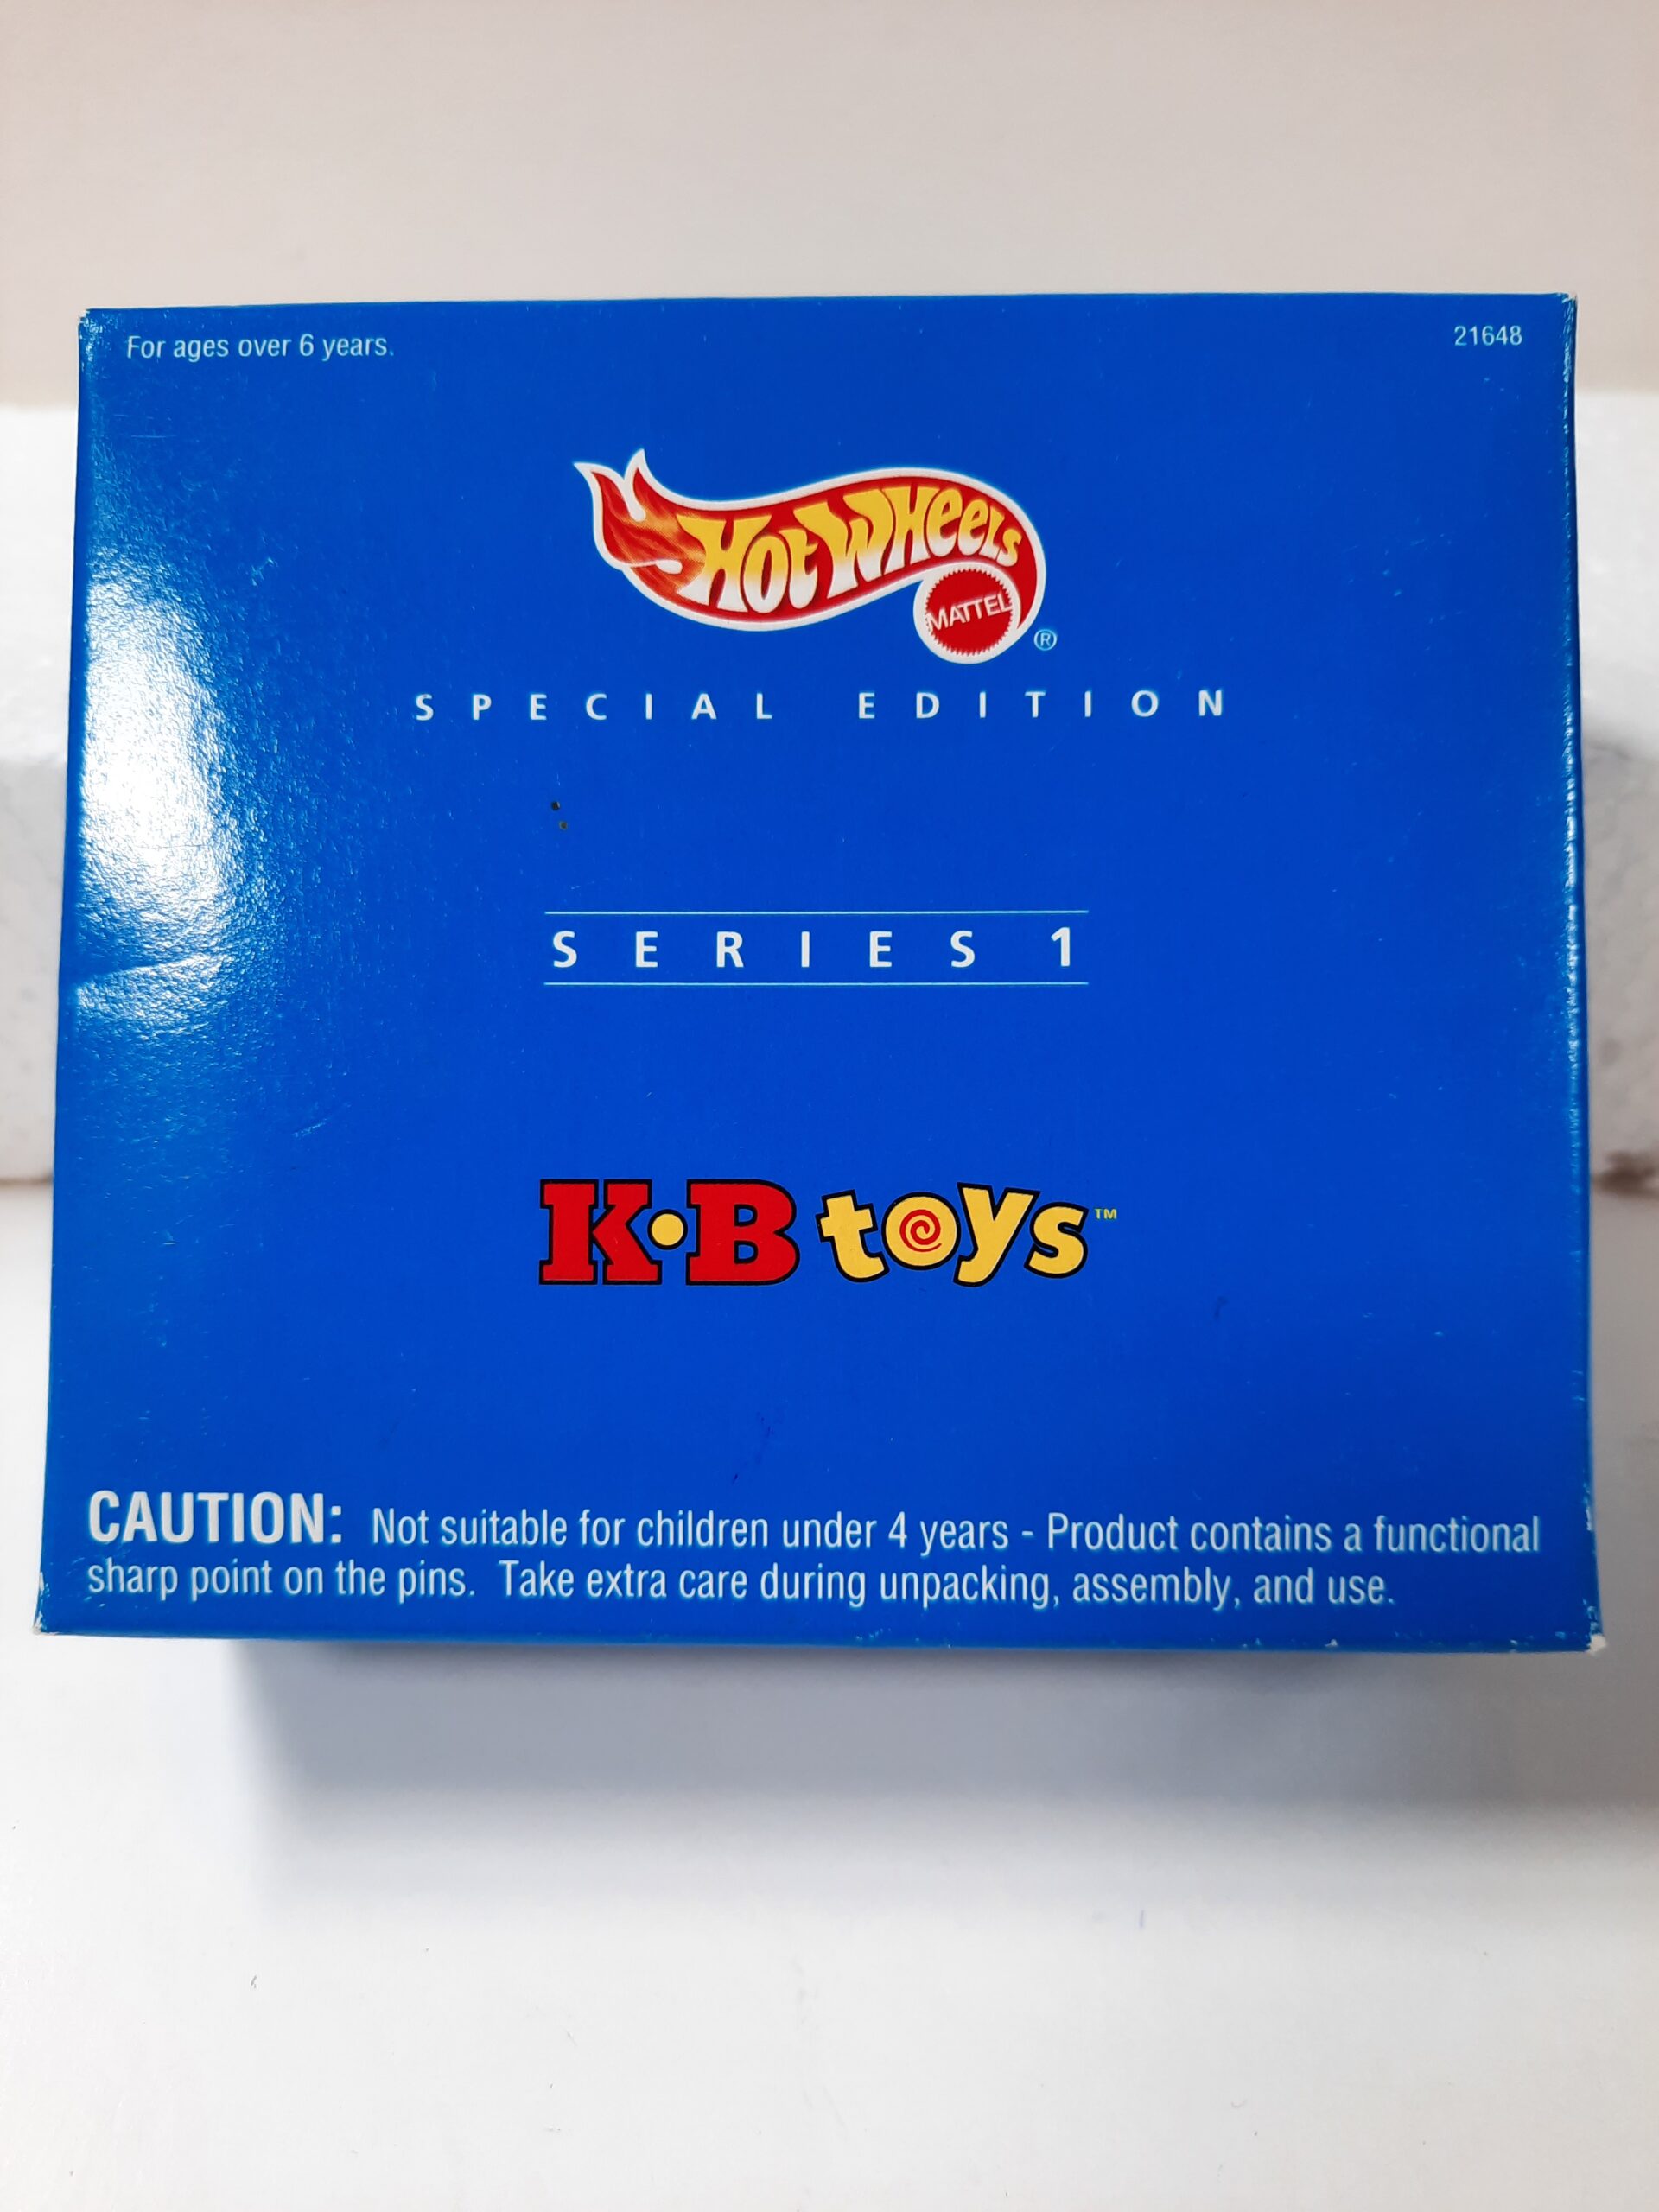 For ages over 6 years.
21648
Hot Wheels
MATTEL
®
SPECIAL EDITION
SERIES 1
K•B toys™
CAUTION: Not suitable for children under 4 years - Product contains a functional
sharp point on the pins. Take extra care during unpacking, assembly, and use.